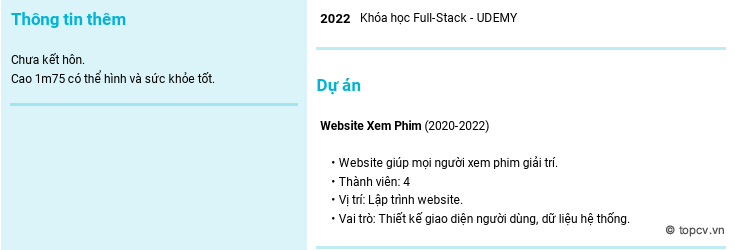 Thông tin thêm
Chưa kết hôn.
Cao 1m75 có thể hình và sức khỏe tốt.
2022 Khóa học Full-Stack - UDEMY
Dự án
Website Xem Phim (2020-2022)
• Website giúp mọi người xem phim giải trí.
• Thành viên: 4
• Vị trí: Lập trình website.
• Vai trò: Thiết kế giao diện người dùng, dữ liệu hệ thống.
© topcv.vn